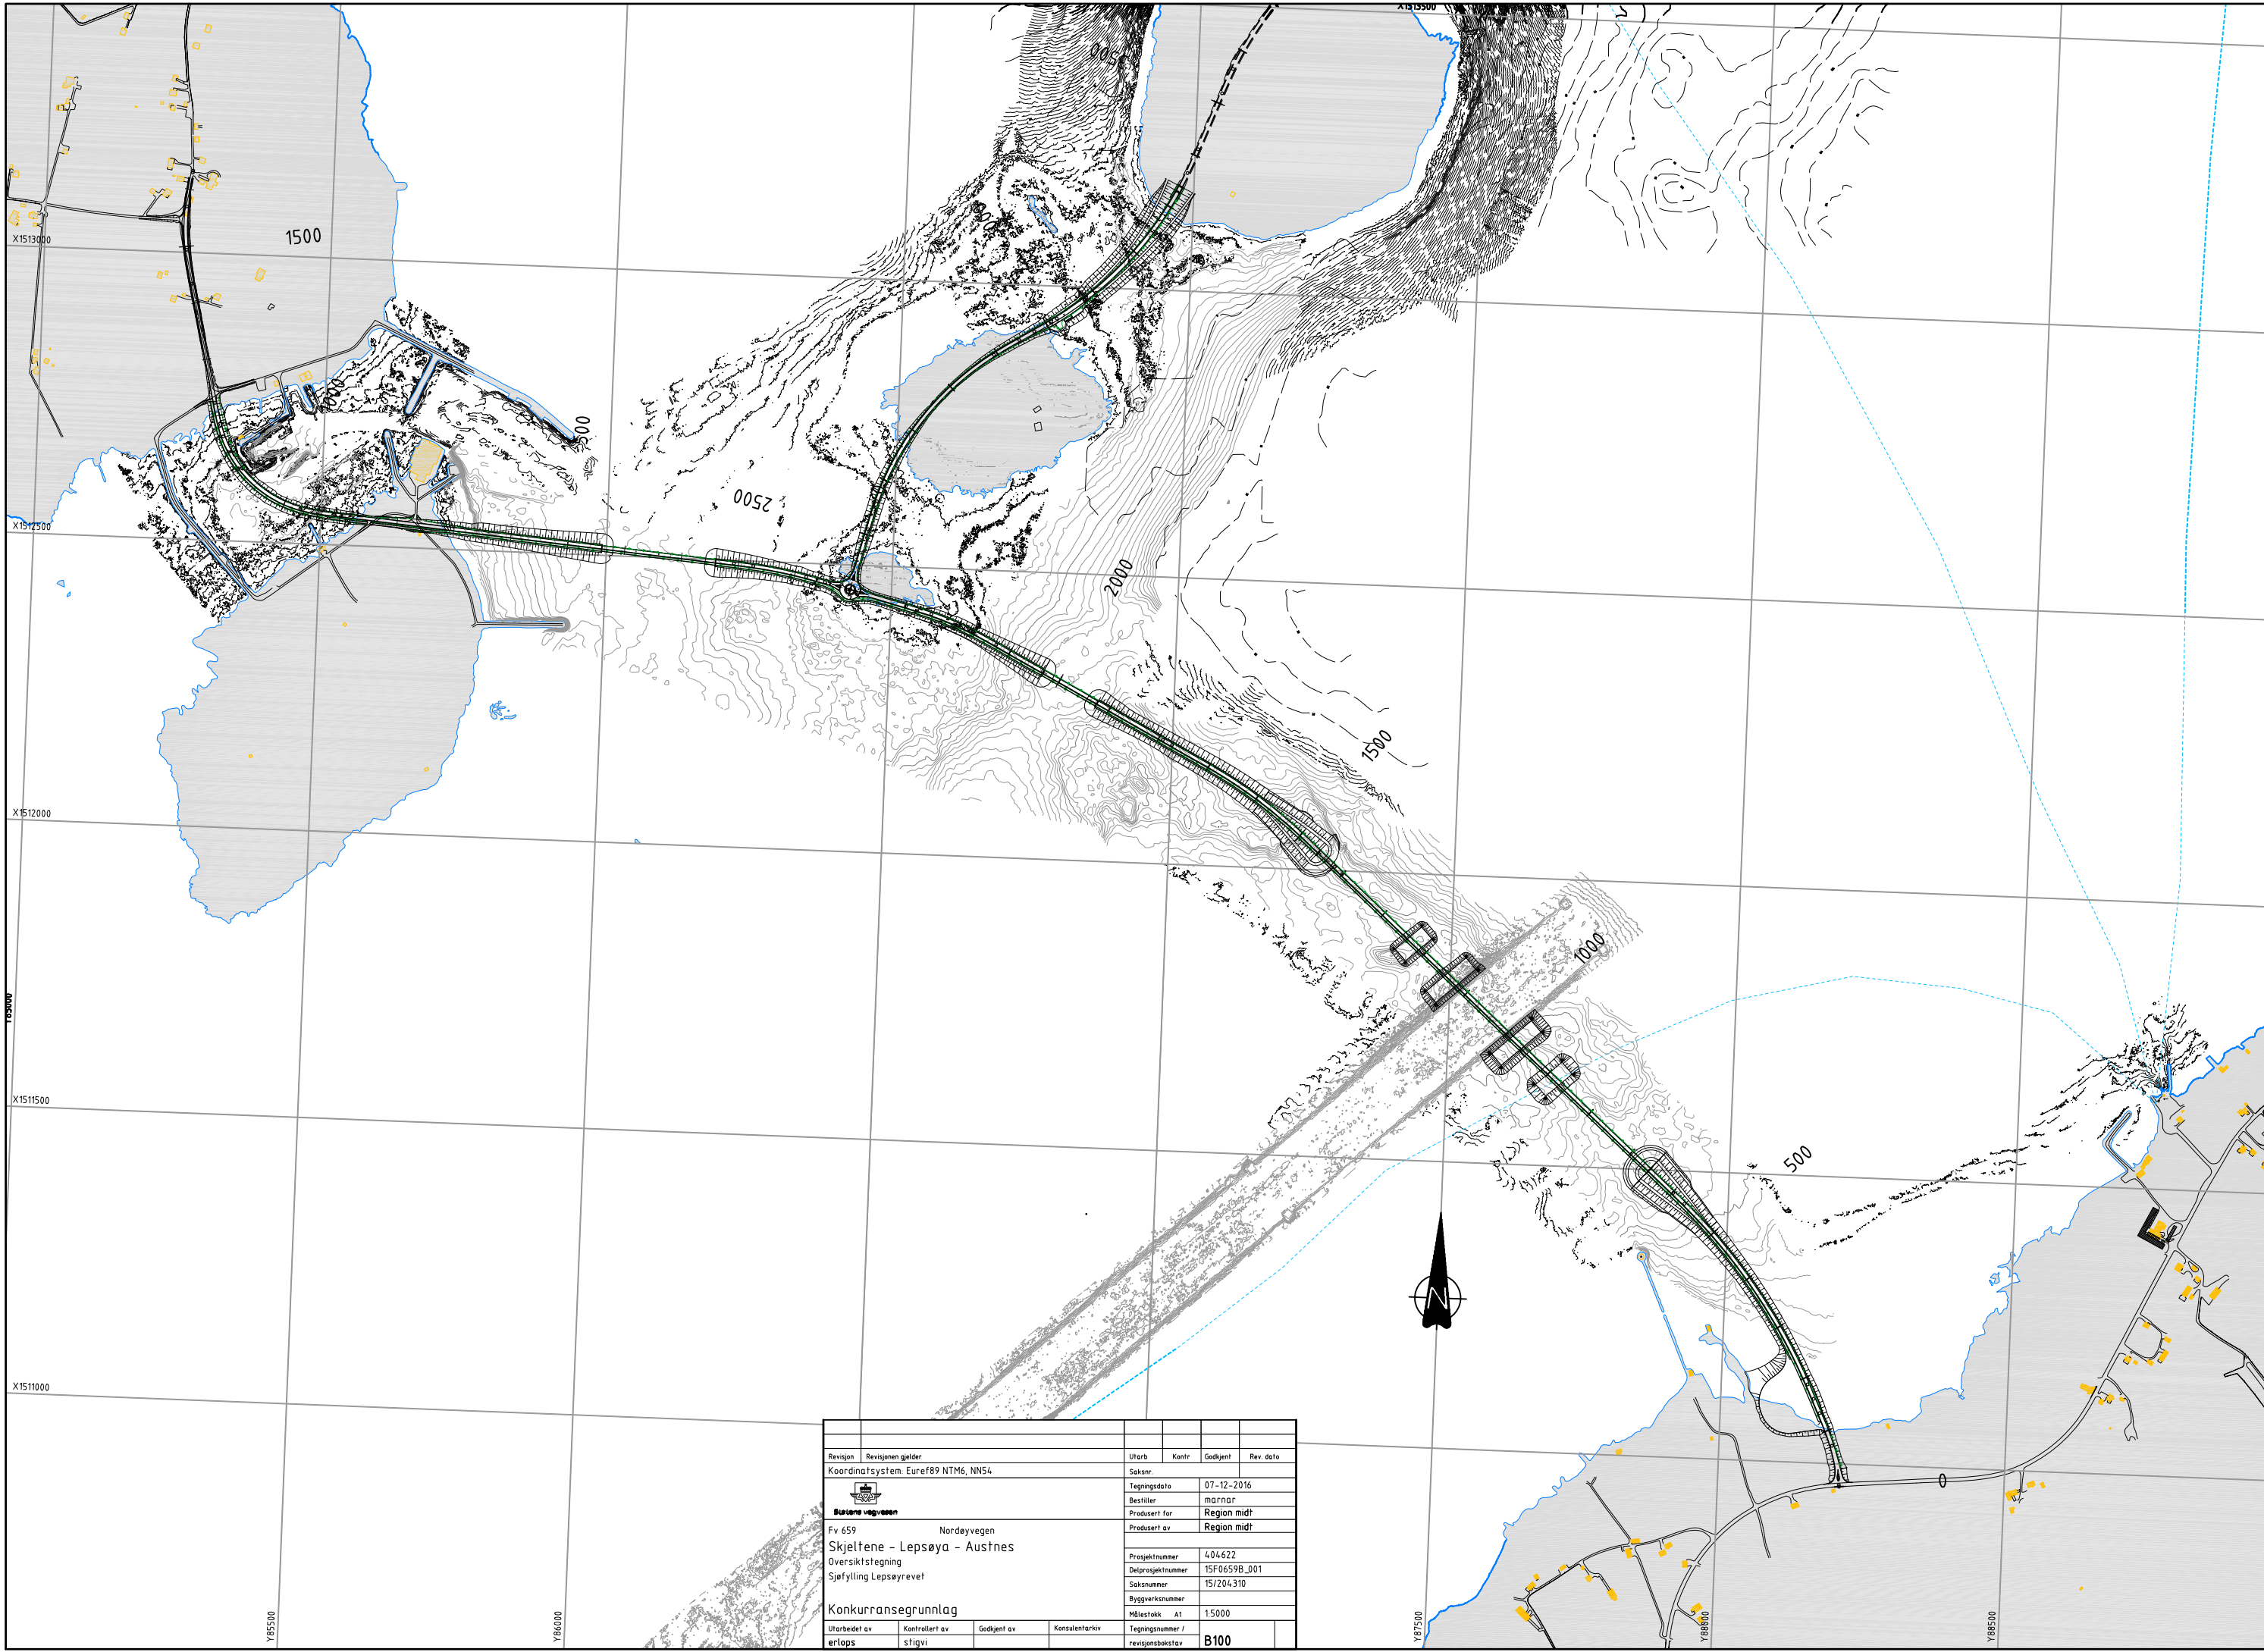 X1513500
500
X1513000
1500
500
2500
X1512500
2000
1500
X1512000
1000
Y85000
X1511500
500
N
X1511000
Revisjon Revisjonen gjelder Utarb Kontr Godkjent Rev. dato
Koordinatsystem: Euref89 NTM6, NN54 Saksnr.
Statens vegvesen
Tegningsdato 07-12-2016
Bestiller marnar
Produsert for Region midt
Produsert av Region midt
Fv 659 Nordøyvegen
Skjeltene - Lepsøya - Austnes
Oversiktstegning
Sjøfylling Lepsøyrevet
Prosjektnummer 404622
Delprosjektnummer 15F0659B_001
Saksnummer 15/204310
Byggverksnummer
Målestokk A1 1:5000
Konkurransegrunnlag
Utarbeidet av Kontrollert av Godkjent av Konsulentarkiv
erlops stigvi
Tegningsnummer /
revisjonsbokstav B100
Y85500
Y86000
Y87500
Y88000
Y88500